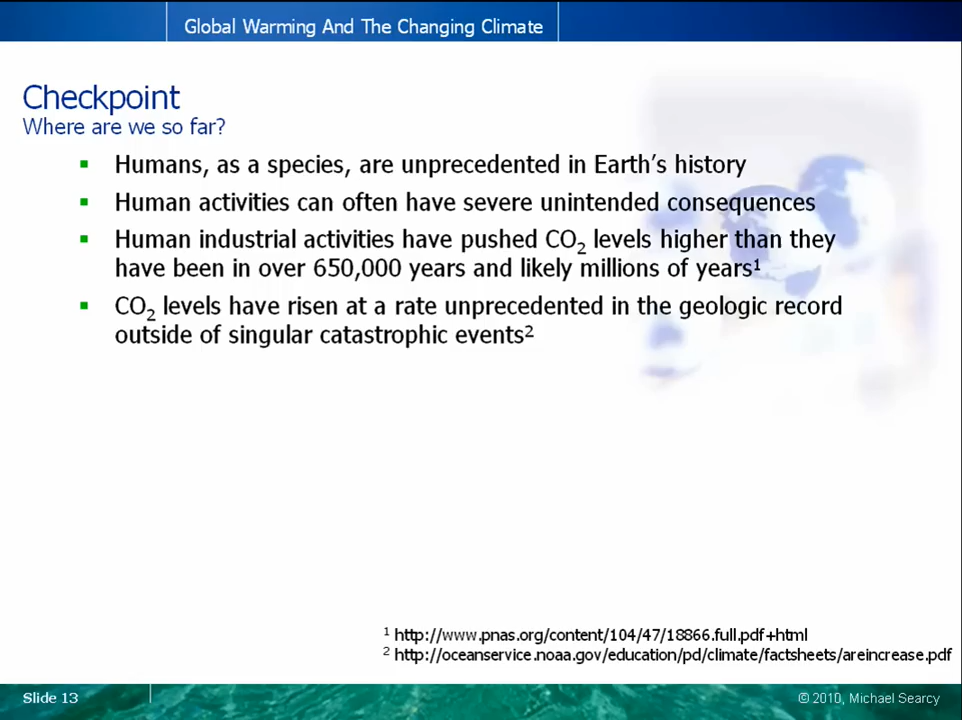 Global Warming And The Changing Climate
Checkpoint
Where are we so far?
▪ Humans, as a species, are unprecedented in Earth's history
▪ Human activities can often have severe unintended consequences
▪ Human industrial activities have pushed CO₂ levels higher than they
have been in over 650,000 years and likely millions of years¹
▪ CO₂ levels have risen at a rate unprecedented in the geologic record
outside of singular catastrophic events²
¹ http://www.pnas.org/content/104/47/18866.full.pdf+html
² http://oceanservice.noaa.gov/education/pd/climate/factsheets/areincrease.pdf
Slide 13
© 2010, Michael Searcy